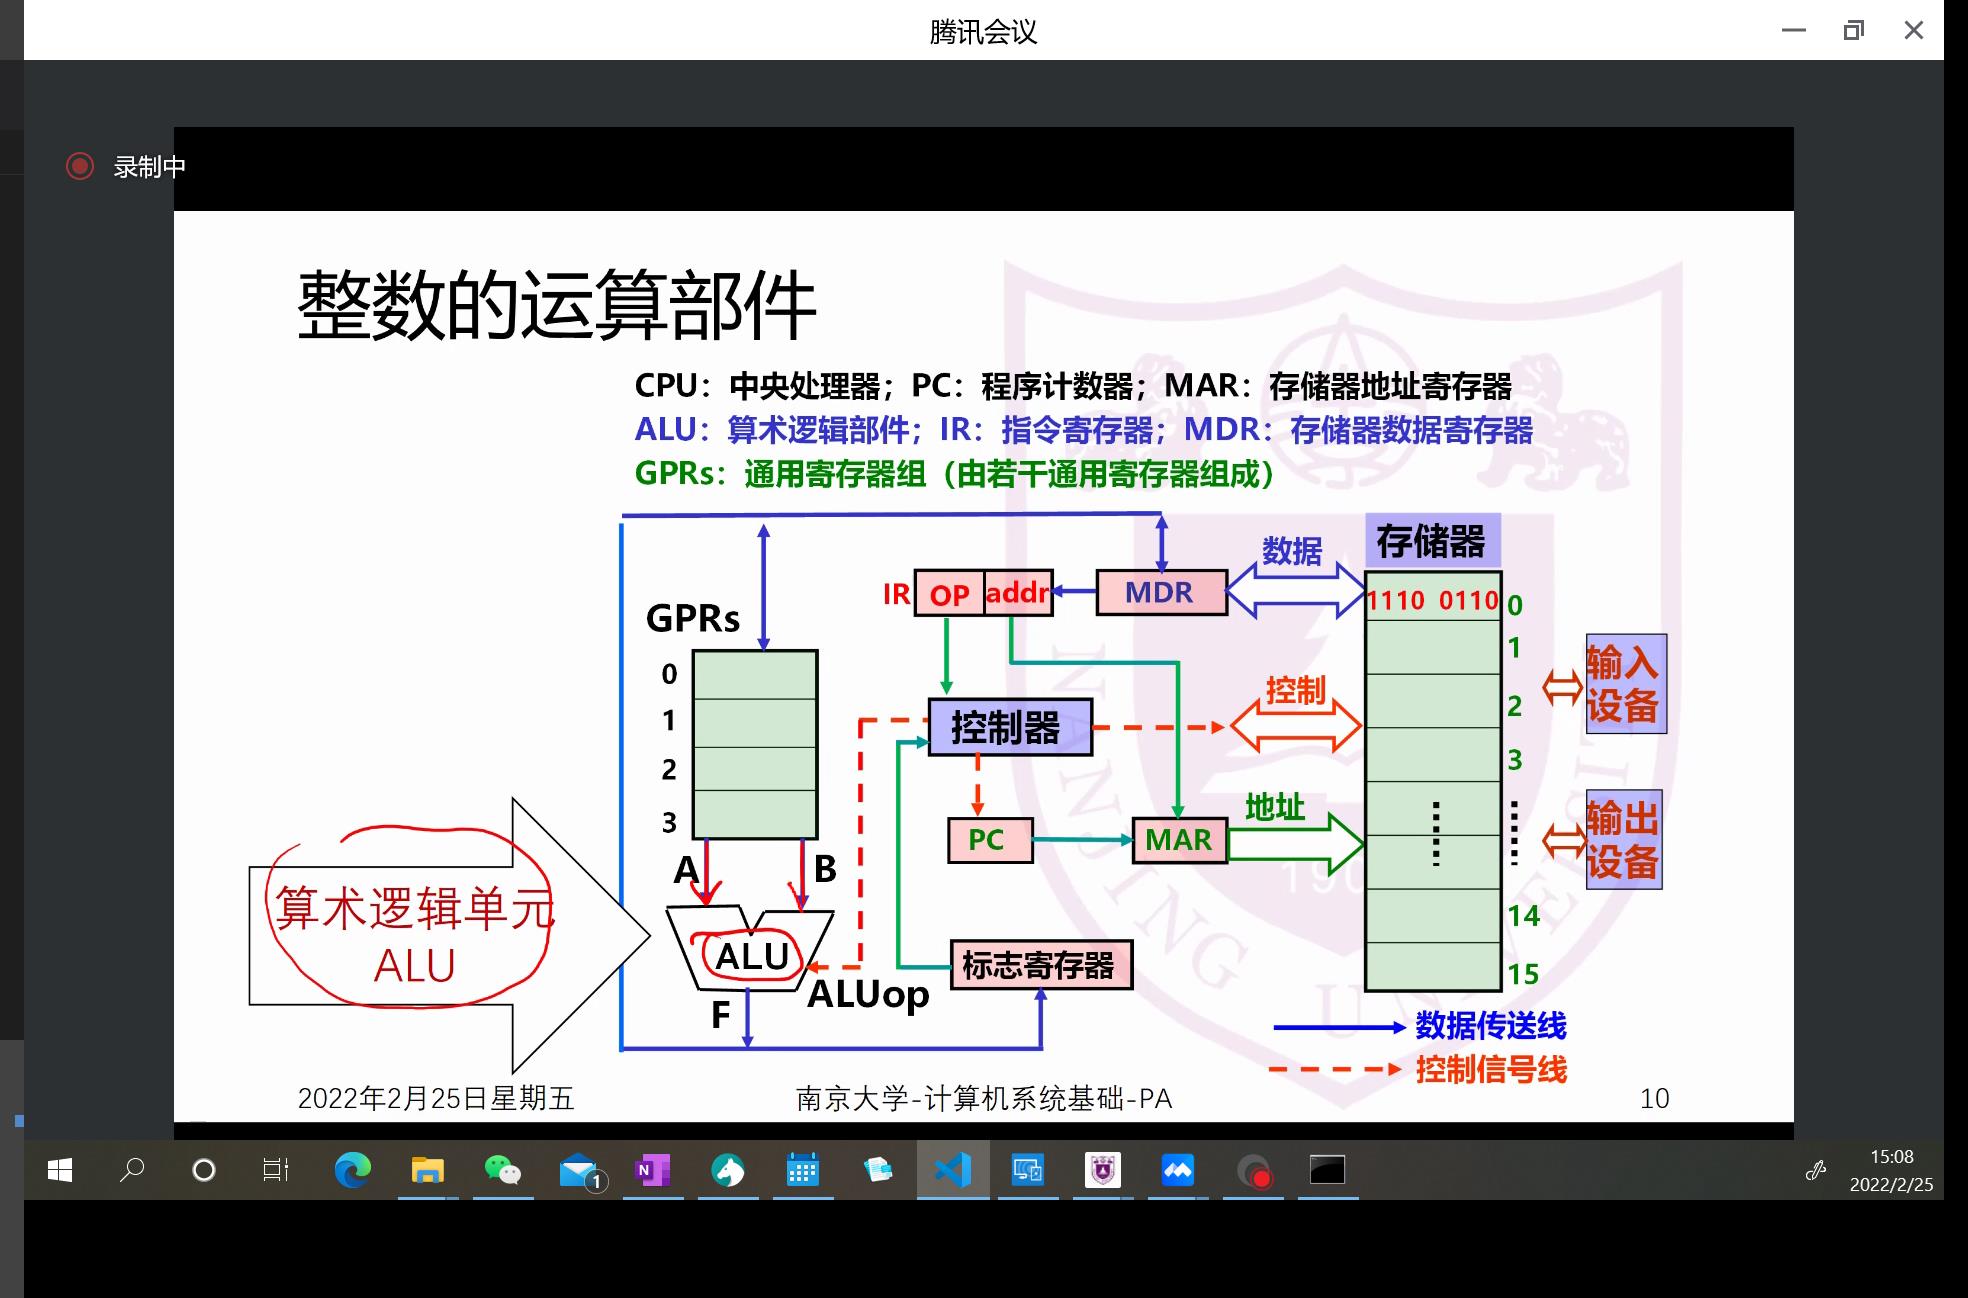 腾讯会议
录制中
整数的运算部件
CPU：中央处理器；PC：程序计数器；MAR：存储器地址寄存器
ALU：算术逻辑部件；IR：指令寄存器；MDR：存储器数据寄存器
GPRs：通用寄存器组（由若干通用寄存器组成）
数据
存储器
IR
OP
addr
MDR
1110 0110
0
GPRs
1
输入
设备
0
控制
2
1
控制器
3
2
地址
3
PC
MAR
输出
设备
A
B
算术逻辑单元
ALU
14
ALU
标志寄存器
15
ALUop
F
数据传送线
控制信号线
NANJING UNIVERSIT
190
2022年2月25日星期五
南京大学-计算机系统基础-PA
10
N
1
15:08
2022/2/25